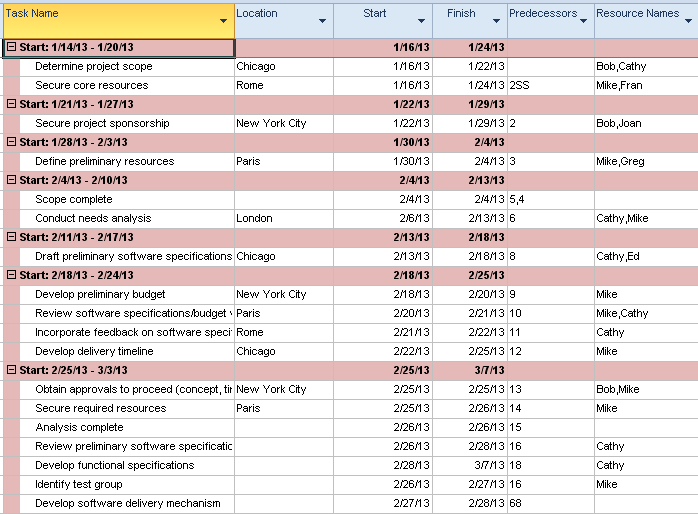 Task Name Location Start Finish Predecessors Resource Names
Start: 1/14/13 - 1/20/13 1/16/13 1/24/13
Determine project scope Chicago 1/16/13 1/22/13 Bob,Cathy
Secure core resources Rome 1/16/13 1/24/13 2SS Mike,Fran
Start: 1/21/13 - 1/27/13 1/22/13 1/29/13
Secure project sponsorship New York City 1/22/13 1/29/13 2 Bob,Joan
Start: 1/28/13 - 2/3/13 1/30/13 2/4/13
Define preliminary resources Paris 1/30/13 2/4/13 3 Mike,Greg
Start: 2/4/13 - 2/10/13 2/4/13 2/13/13
Scope complete 2/4/13 2/4/13 5,4
Conduct needs analysis London 2/6/13 2/13/13 6 Cathy,Mike
Start: 2/11/13 - 2/17/13 2/13/13 2/18/13
Draft preliminary software specifications Chicago 2/13/13 2/18/13 8 Cathy,Ed
Start: 2/18/13 - 2/24/13 2/18/13 2/25/13
Develop preliminary budget New York City 2/18/13 2/20/13 9 Mike
Review software specifications/budget Paris 2/20/13 2/21/13 10 Mike,Cathy
Incorporate feedback on software speci Rome 2/21/13 2/22/13 11 Cathy
Develop delivery timeline Chicago 2/22/13 2/25/13 12 Mike
Start: 2/25/13 - 3/3/13 2/25/13 3/7/13
Obtain approvals to proceed (concept, ti New York City 2/25/13 2/25/13 13 Bob,Mike
Secure required resources Paris 2/25/13 2/26/13 14 Mike
Analysis complete 2/26/13 2/26/13 15
Review preliminary software specificatio 2/26/13 2/28/13 16 Cathy
Develop functional specifications 2/28/13 3/7/13 18 Cathy
Identify test group 2/26/13 2/27/13 16 Mike
Develop software delivery mechanism 2/27/13 2/28/13 68